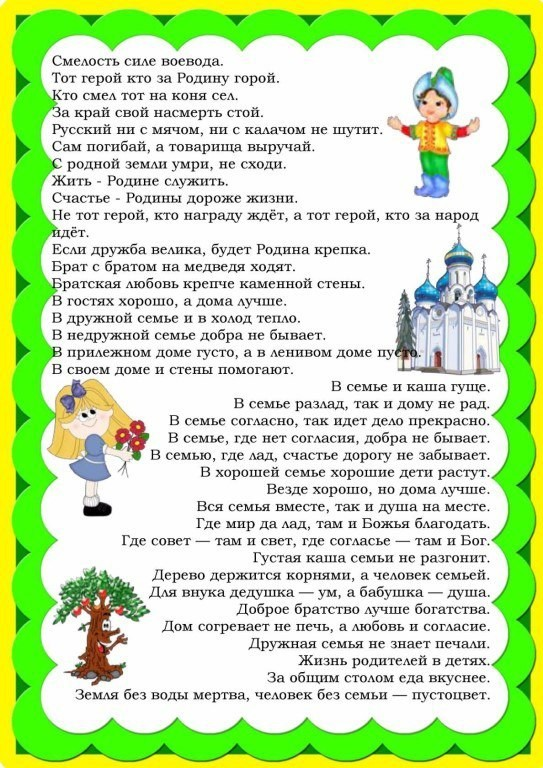 Смелость силе воевода.
Тот герой кто за Родину горой.
Кто смел тот на коня сел.
За край свой насмерть стой.
Русский ни с мячом, ни с калачом не шутит.
Сам погибай, а товарища выручай.
С родной земли умри, не сходи.
Жить - Родине служить.
Счастье - Родины дороже жизни.
Не тот герой, кто награду ждёт, а тот герой, кто за народ
идёт.
Если дружба велика, будет Родина крепка.
Брат с братом на медведя ходят.
Братская любовь крепче каменной стены.
В гостях хорошо, а дома лучше.
В дружной семье и в холод тепло.
В недружной семье добра не бывает.
В прилежном доме густо, а в ленивом доме пусто.
В своем доме и стены помогают.
В семье и каша гуще.
В семье разлад, так и дому не рад.
В семье согласно, так идет дело прекрасно.
В семье, где нет согласия, добра не бывает.
В семью, где лад, счастье дорогу не забывает.
В хорошей семье хорошие дети растут.
Везде хорошо, но дома лучше.
Вся семья вместе, так и душа на месте.
Где мир да лад, там и Божья благодать.
Где совет — там и свет, где согласье — там и Бог.
Густая каша семьи не разгонит.
Дерево держится корнями, а человек семьей.
Для внука дедушка — ум, а бабушка — душа.
Доброе братство лучше богатства.
Дом согревает не печь, а любовь и согласие.
Дружная семья не знает печали.
Жизнь родителей в детях.
За общим столом еда вкуснее.
Земля без воды мертва, человек без семьи — пустоцвет.